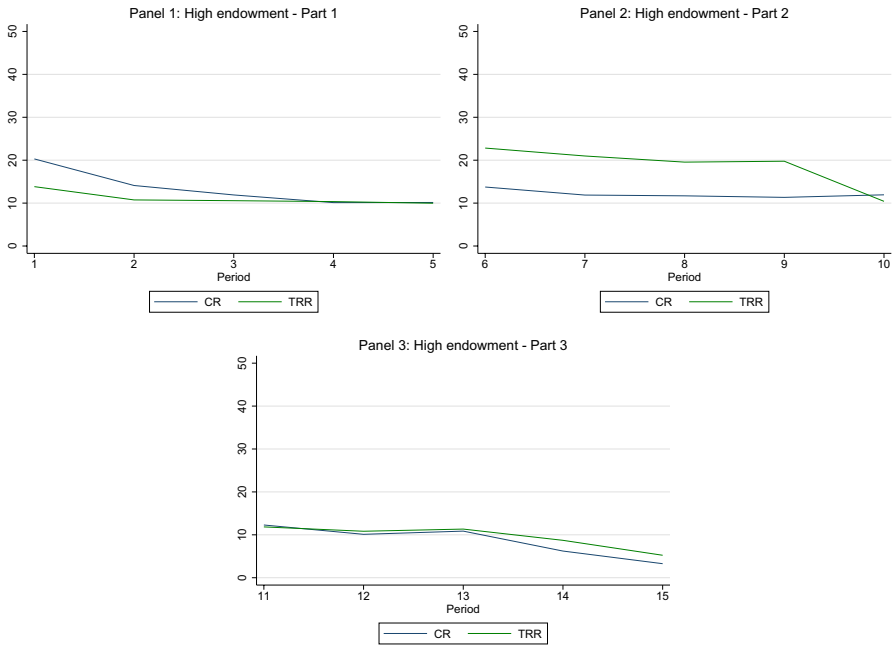 Panel 1: High endowment - Part 1
50
40
30
20
10
0
1 2 3 4 5
Period
CR TRR
Panel 2: High endowment - Part 2
50
40
30
20
10
0
6 7 8 9 10
Period
CR TRR
Panel 3: High endowment - Part 3
50
40
30
20
10
0
11 12 13 14 15
Period
CR TRR